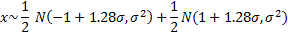 x~½ N(−1 + 1.28σ, σ²) + ½ N(1 + 1.28σ, σ²)